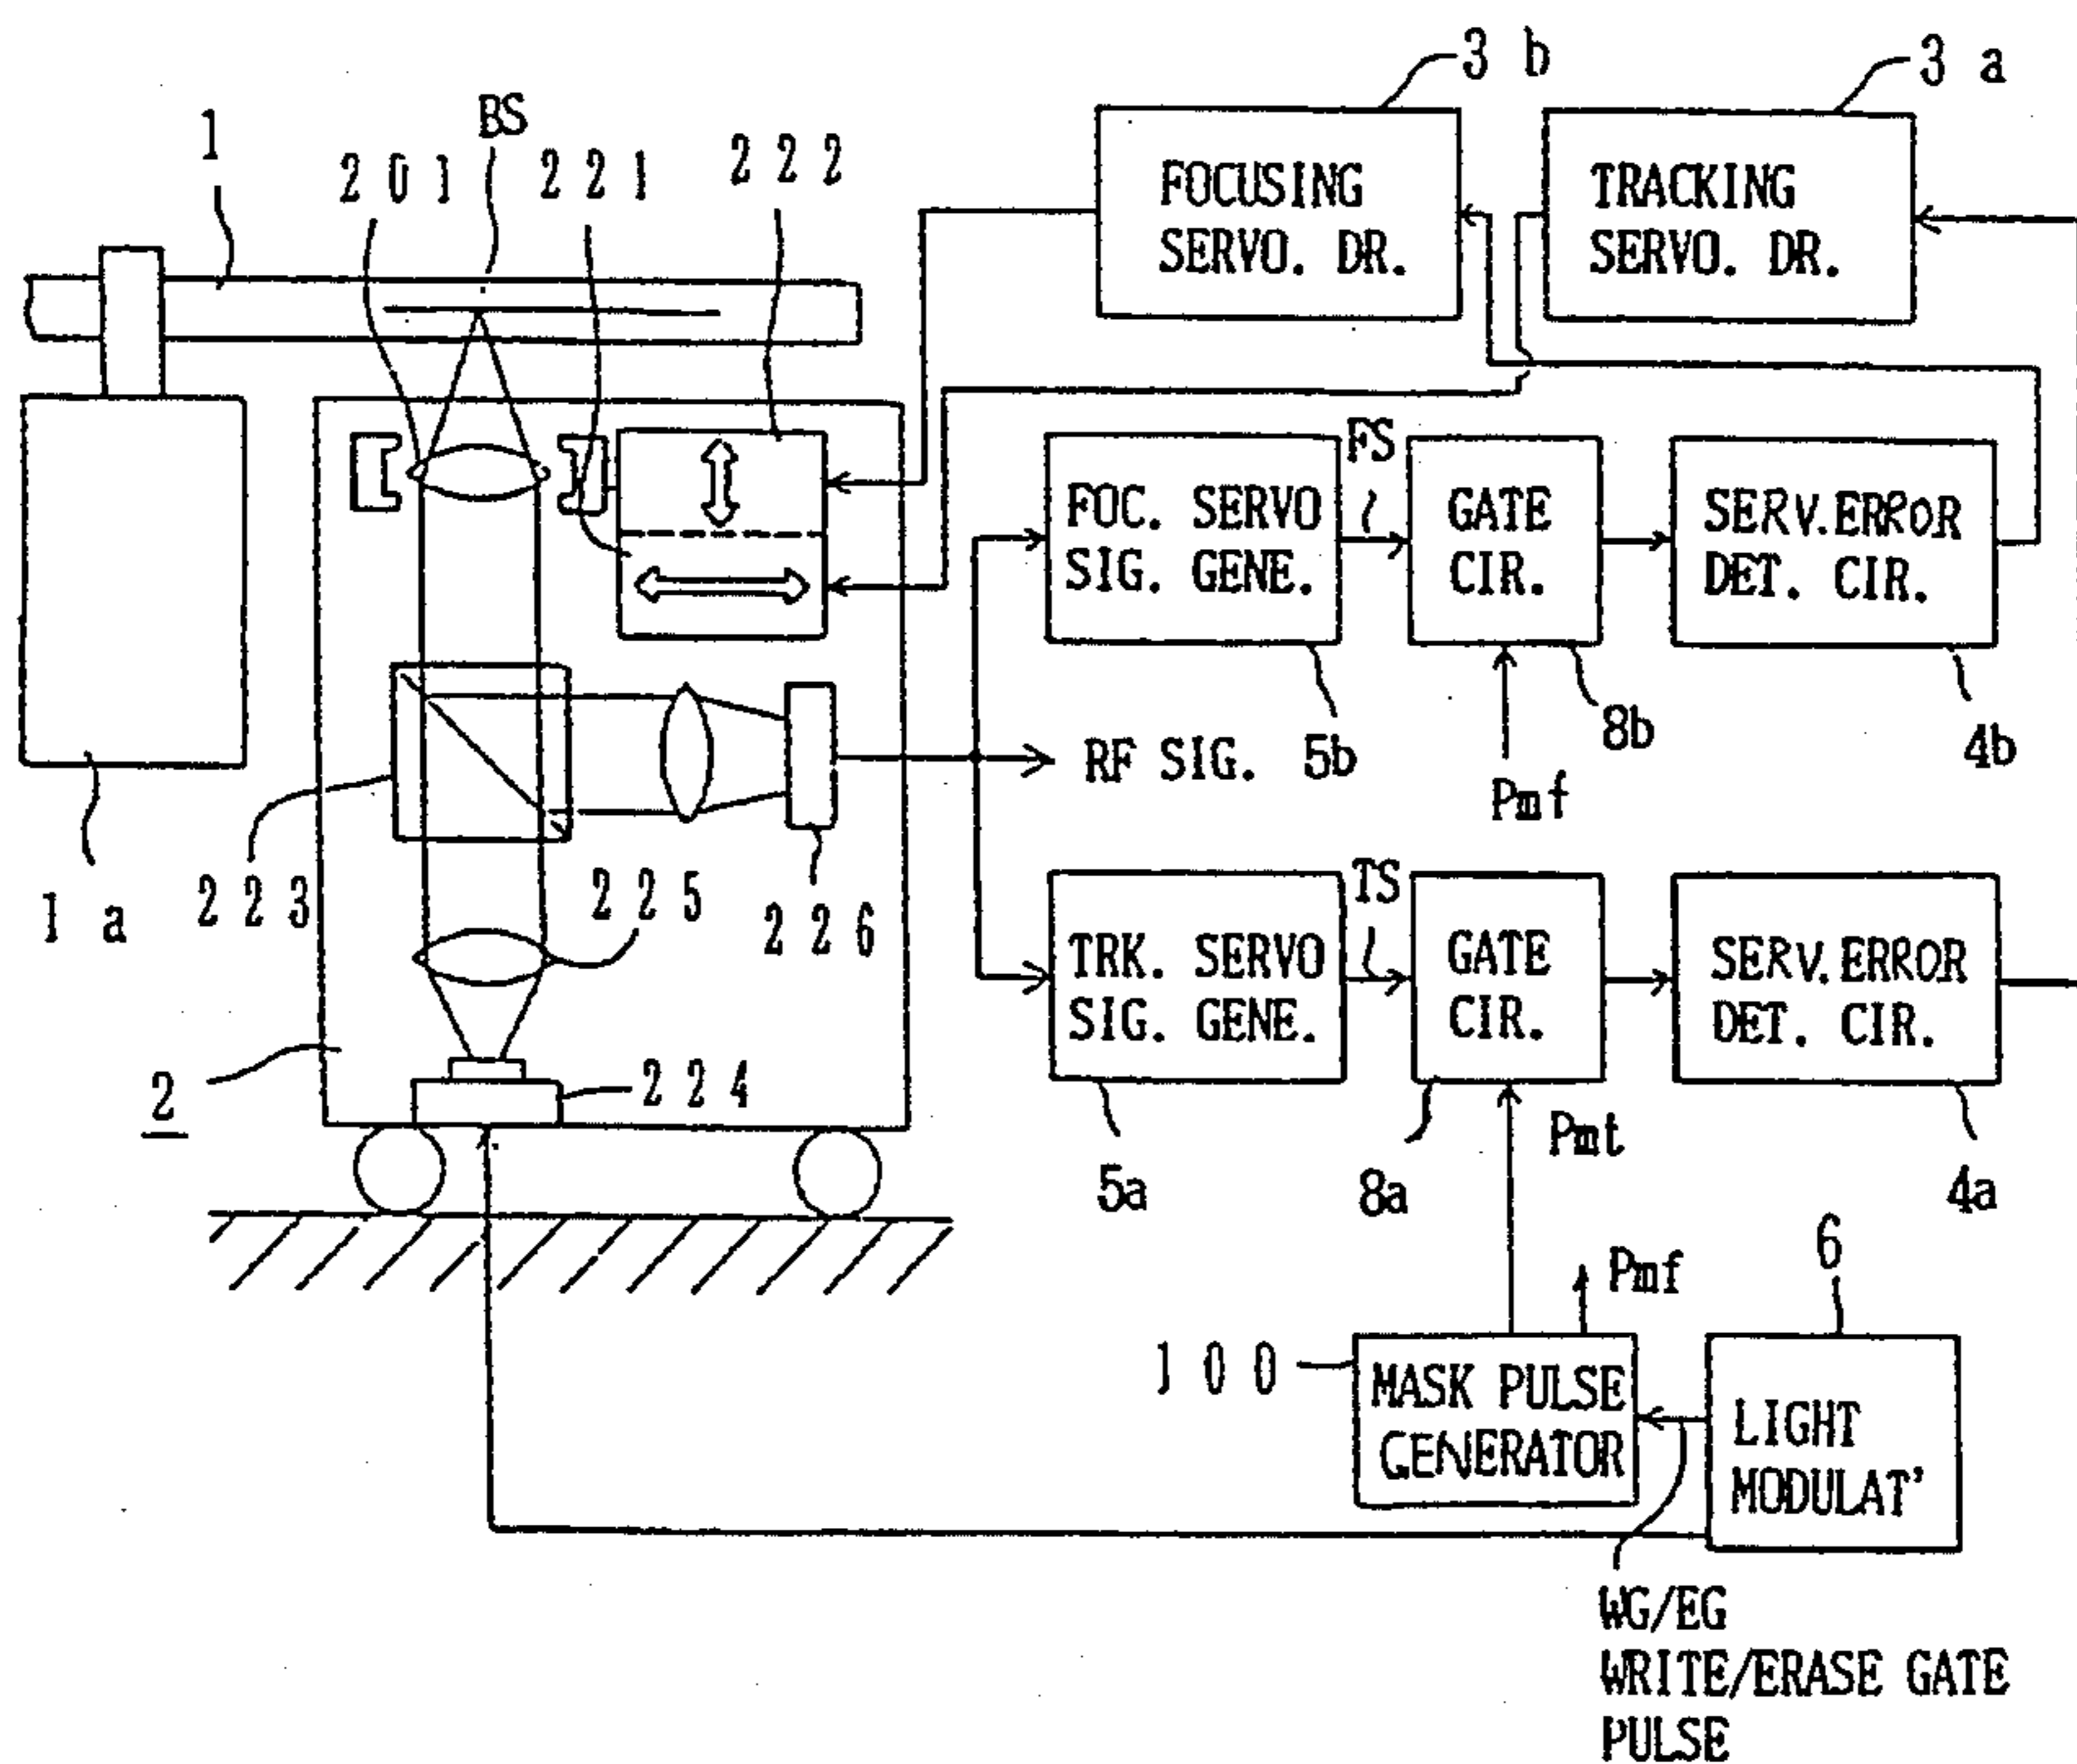 3 b
3 a
1
BS
2 0 1
2 2 1
2 2 2
FOCUSING
SERVO. DR.
TRACKING
SERVO. DR.
FS
FOC. SERVO
SIG. GENE.
GATE
CIR.
SERV. ERROR
DET. CIR.
RF SIG.
5b
8b
4b
Pmf
1 a
2 2 3
2 2 5
2 2 6
TS
TRK. SERVO
SIG. GENE.
GATE
CIR.
SERV. ERROR
DET. CIR.
2
2 2 4
Pmt
5a
8a
4a
Pmf
6
1 0 0
MASK PULSE
GENERATOR
LIGHT
MODULAT'
WG/EG
WRITE/ERASE GATE
PULSE